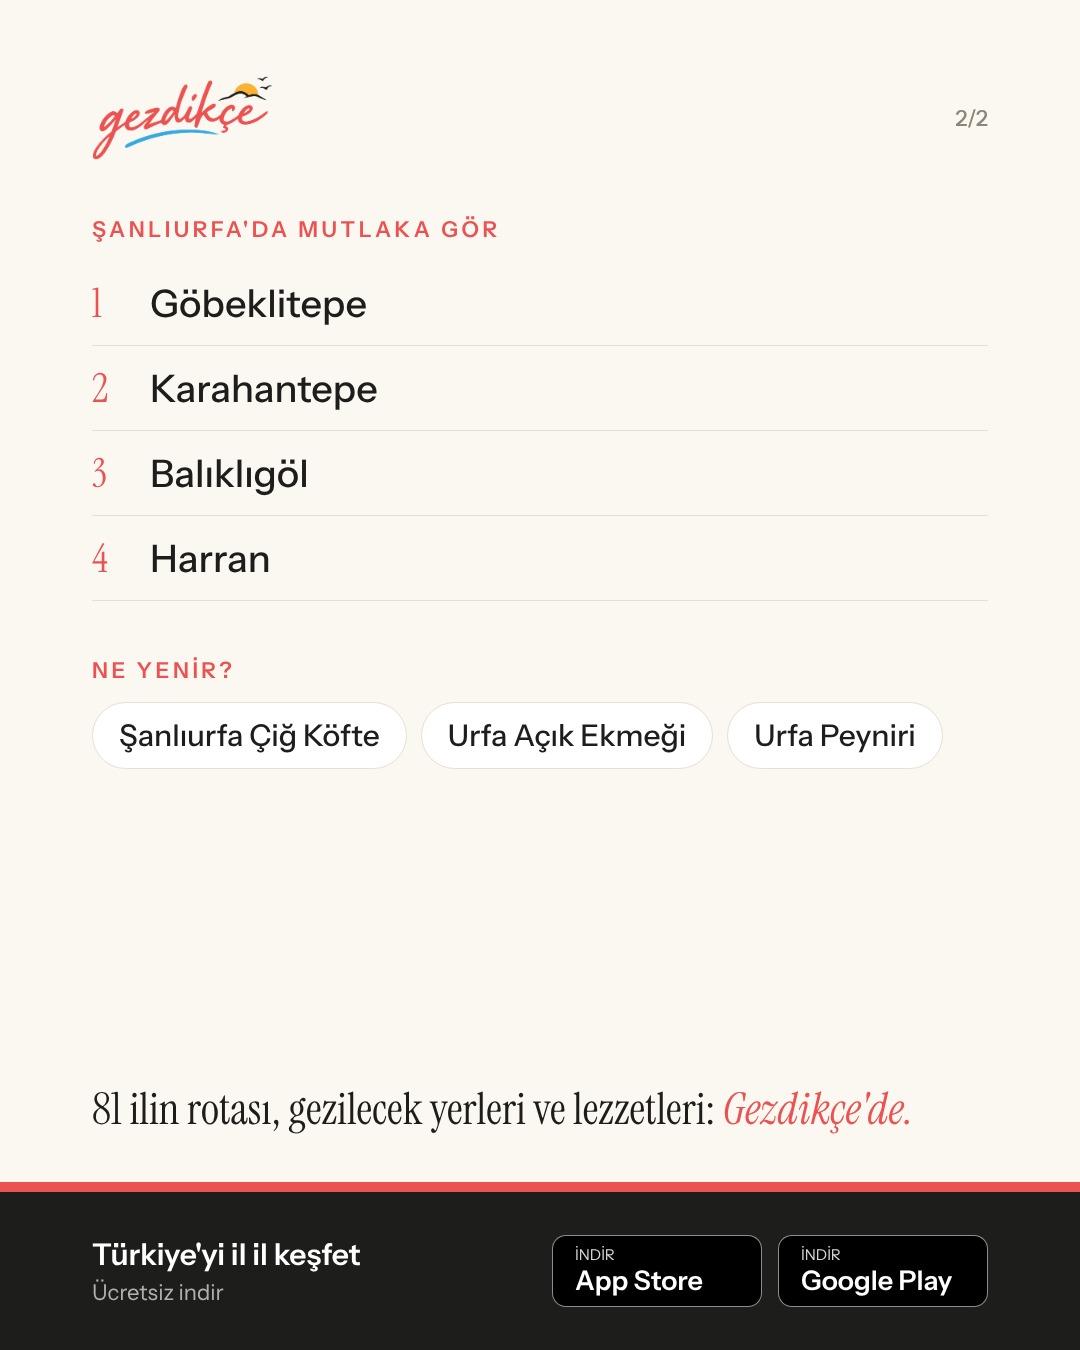 gezdikçe
2/2
ŞANLIURFA'DA MUTLAKA GÖR
1 Göbeklitepe
2 Karahantepe
3 Balıklıgöl
4 Harran
NE YENİR?
Şanlıurfa Çiğ Köfte Urfa Açık Ekmeği Urfa Peyniri
81 ilin rotası, gezilecek yerleri ve lezzetleri: Gezdikçe'de.
Türkiye'yi il il keşfet
Ücretsiz indir
İNDİR
App Store
İNDİR
Google Play